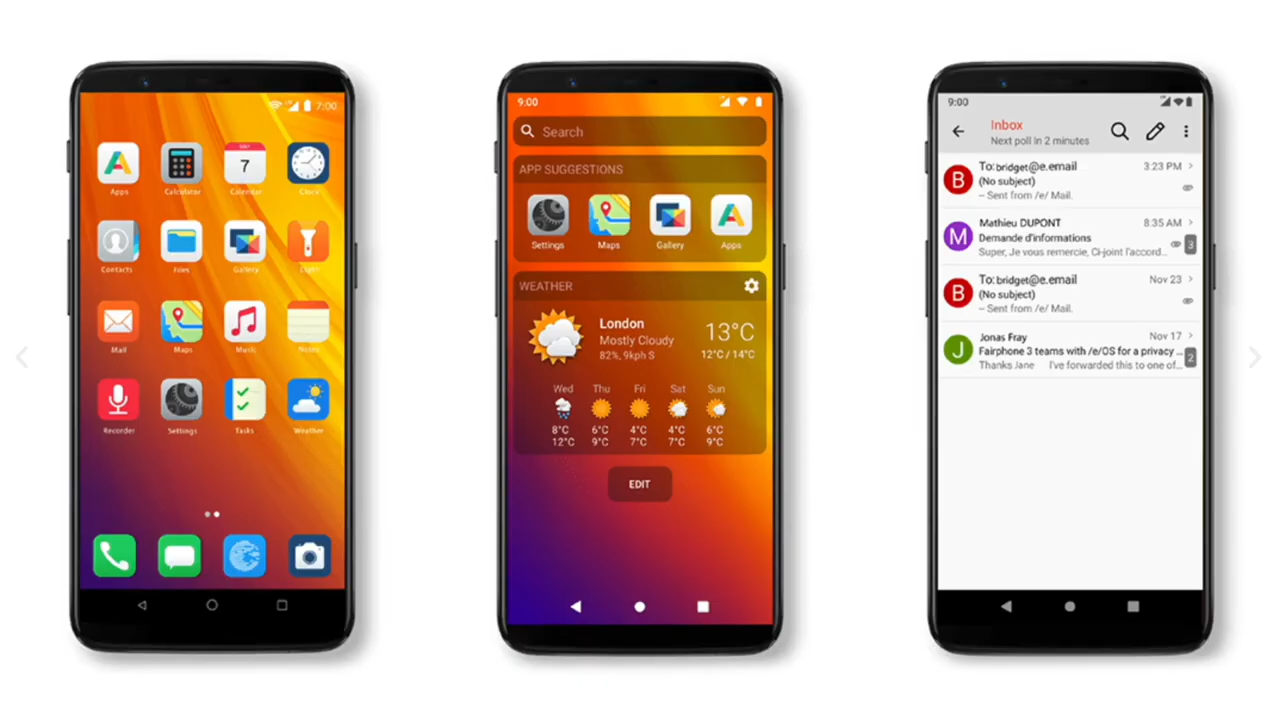 7:00
JULY
7
Apps
Calculator
Calendar
Clock
Contacts
Files
Gallery
Light
Mail
Maps
Music
Notes
Recorder
Settings
Tasks
Weather
9:00
Search
APP SUGGESTIONS
Settings
Maps
Gallery
Apps
WEATHER
London
Mostly Cloudy
82%, 9kph S
13°C
12°C / 14°C
Wed Thu Fri Sat Sun
8°C 6°C 4°C 4°C 6°C
12°C 9°C 7°C 7°C 9°C
EDIT
9:00
Inbox
Next poll in 2 minutes
B
To: bridget@e.email 3:23 PM
(No subject)
– Sent from /e/ Mail.
M
Mathieu DUPONT 8:35 AM
Demande d'informations 3
Super, Je vous remercie, Ci-joint l'accord...
B
To: bridget@e.email Nov 23
(No subject)
– Sent from /e/ Mail.
J
Jonas Fray Nov 17
Fairphone 3 teams with /e/OS for a privacy ... 2
Thanks Jane I've forwarded this to one of...